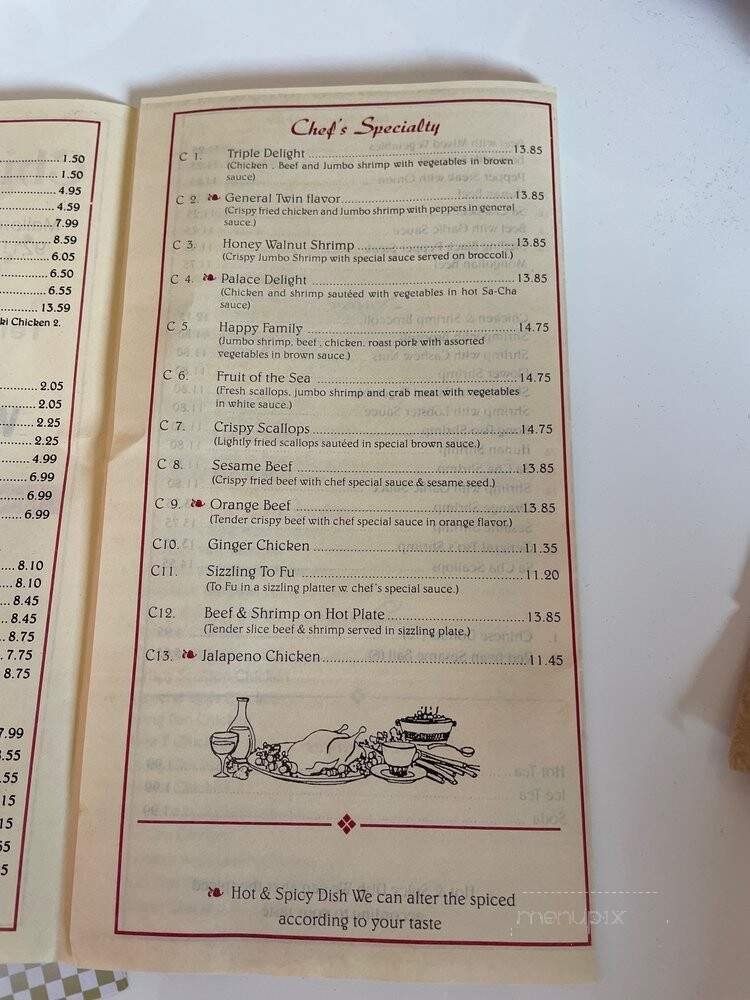 1.50
1.50
4.95
4.59
7.99
8.59
6.05
6.50
6.55
13.59
ki Chicken 2.
2.05
2.05
2.25
2.25
4.99
6.99
6.99
6.99
8.10
8.10
8.45
8.45
8.75
7.75
8.75
7.99
.55
15
15
Chef's Specialty
C 1. Triple Delight 13.85
(Chicken . Beef and Jumbo shrimp with vegetables in brown
sauce)
C 2. General Twin flavor 13.85
(Crispy fried chicken and Jumbo shrimp with peppers in general
sauce.)
C 3. Honey Walnut Shrimp 13.85
(Crispy Jumbo Shrimp with special sauce served on broccoli.)
C 4. Palace Delight 13.85
(Chicken and shrimp sautéed with vegetables in hot Sa-Cha
sauce)
C 5. Happy Family 14.75
(Jumbo shrimp, beef , chicken, roast pork with assorted
vegetables in brown sauce.)
C 6. Fruit of the Sea 14.75
(Fresh scallops, jumbo shrimp and crab meat with vegetables
in white sauce.)
C 7. Crispy Scallops 14.75
(Lightly fried scallops sautéed in special brown sauce.)
C 8. Sesame Beef 13.85
(Crispy fried beef with chef special sauce & sesame seed.)
C 9. Orange Beef 13.85
(Tender crispy beef with chef special sauce in orange flavor.)
C10. Ginger Chicken 11.35
C11. Sizzling To Fu 11.20
(To Fu in a sizzling platter w. chef's special sauce.)
C12. Beef & Shrimp on Hot Plate 13.85
(Tender slice beef & shrimp served in sizzling plate.)
C13. Jalapeno Chicken 11.45
Hot & Spicy Dish We can alter the spiced
according to your taste
menupix